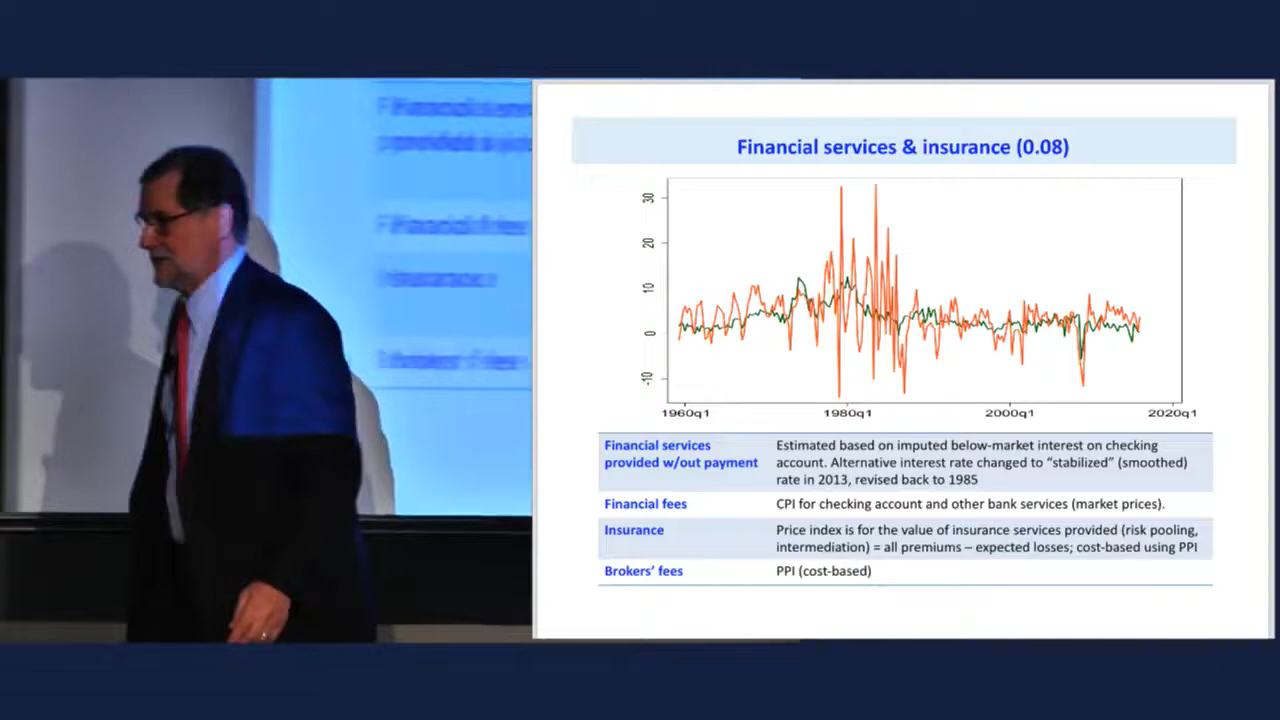 Financial services & insurance (0.08)
30
20
10
0
-10
1960q1 1980q1 2000q1 2020q1
Financial services Estimated based on imputed below-market interest on checking
provided w/out payment account. Alternative interest rate changed to “stabilized” (smoothed)
rate in 2013, revised back to 1985
Financial fees CPI for checking account and other bank services (market prices).
Insurance Price index is for the value of insurance services provided (risk pooling,
intermediation) = all premiums – expected losses; cost-based using PPI
Brokers’ fees PPI (cost-based)